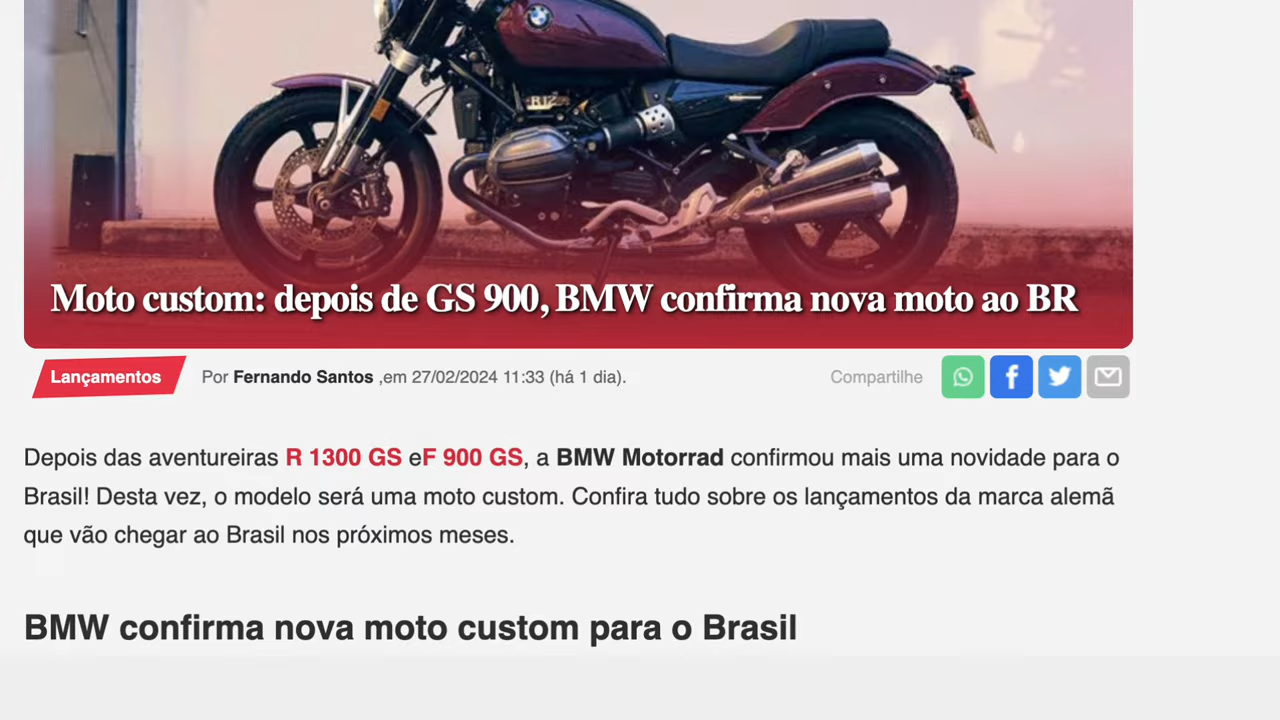 BMW
R12
Moto custom: depois de GS 900, BMW confirma nova moto ao BR
Lançamentos
Por Fernando Santos ,em 27/02/2024 11:33 (há 1 dia).
Compartilhe
Depois das aventureiras R 1300 GS eF 900 GS, a BMW Motorrad confirmou mais uma novidade para o
Brasil! Desta vez, o modelo será uma moto custom. Confira tudo sobre os lançamentos da marca alemã
que vão chegar ao Brasil nos próximos meses.
BMW confirma nova moto custom para o Brasil